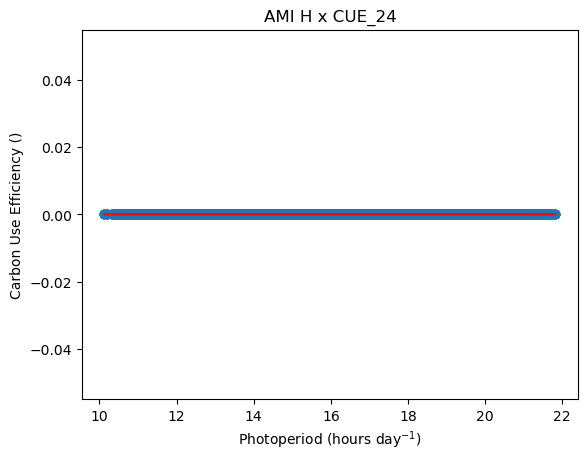 AMI H x CUE_24
Carbon Use Efficiency ()
0.04
0.02
0.00
−0.02
−0.04
10 12 14 16 18 20 22
Photoperiod (hours day⁻¹)